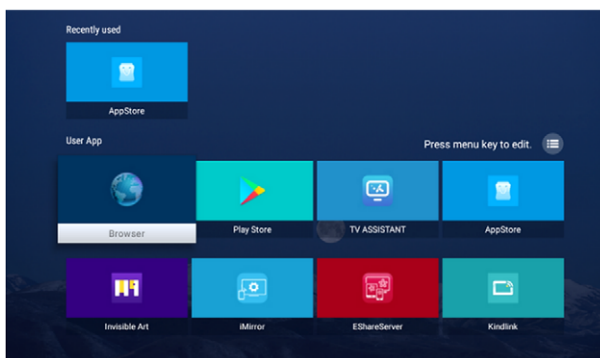 Recently used
AppStore
User App
Press menu key to edit.
Browser
Play Store
TV ASSISTANT
AppStore
Invisible Art
iMirror
EShareServer
Kindlink